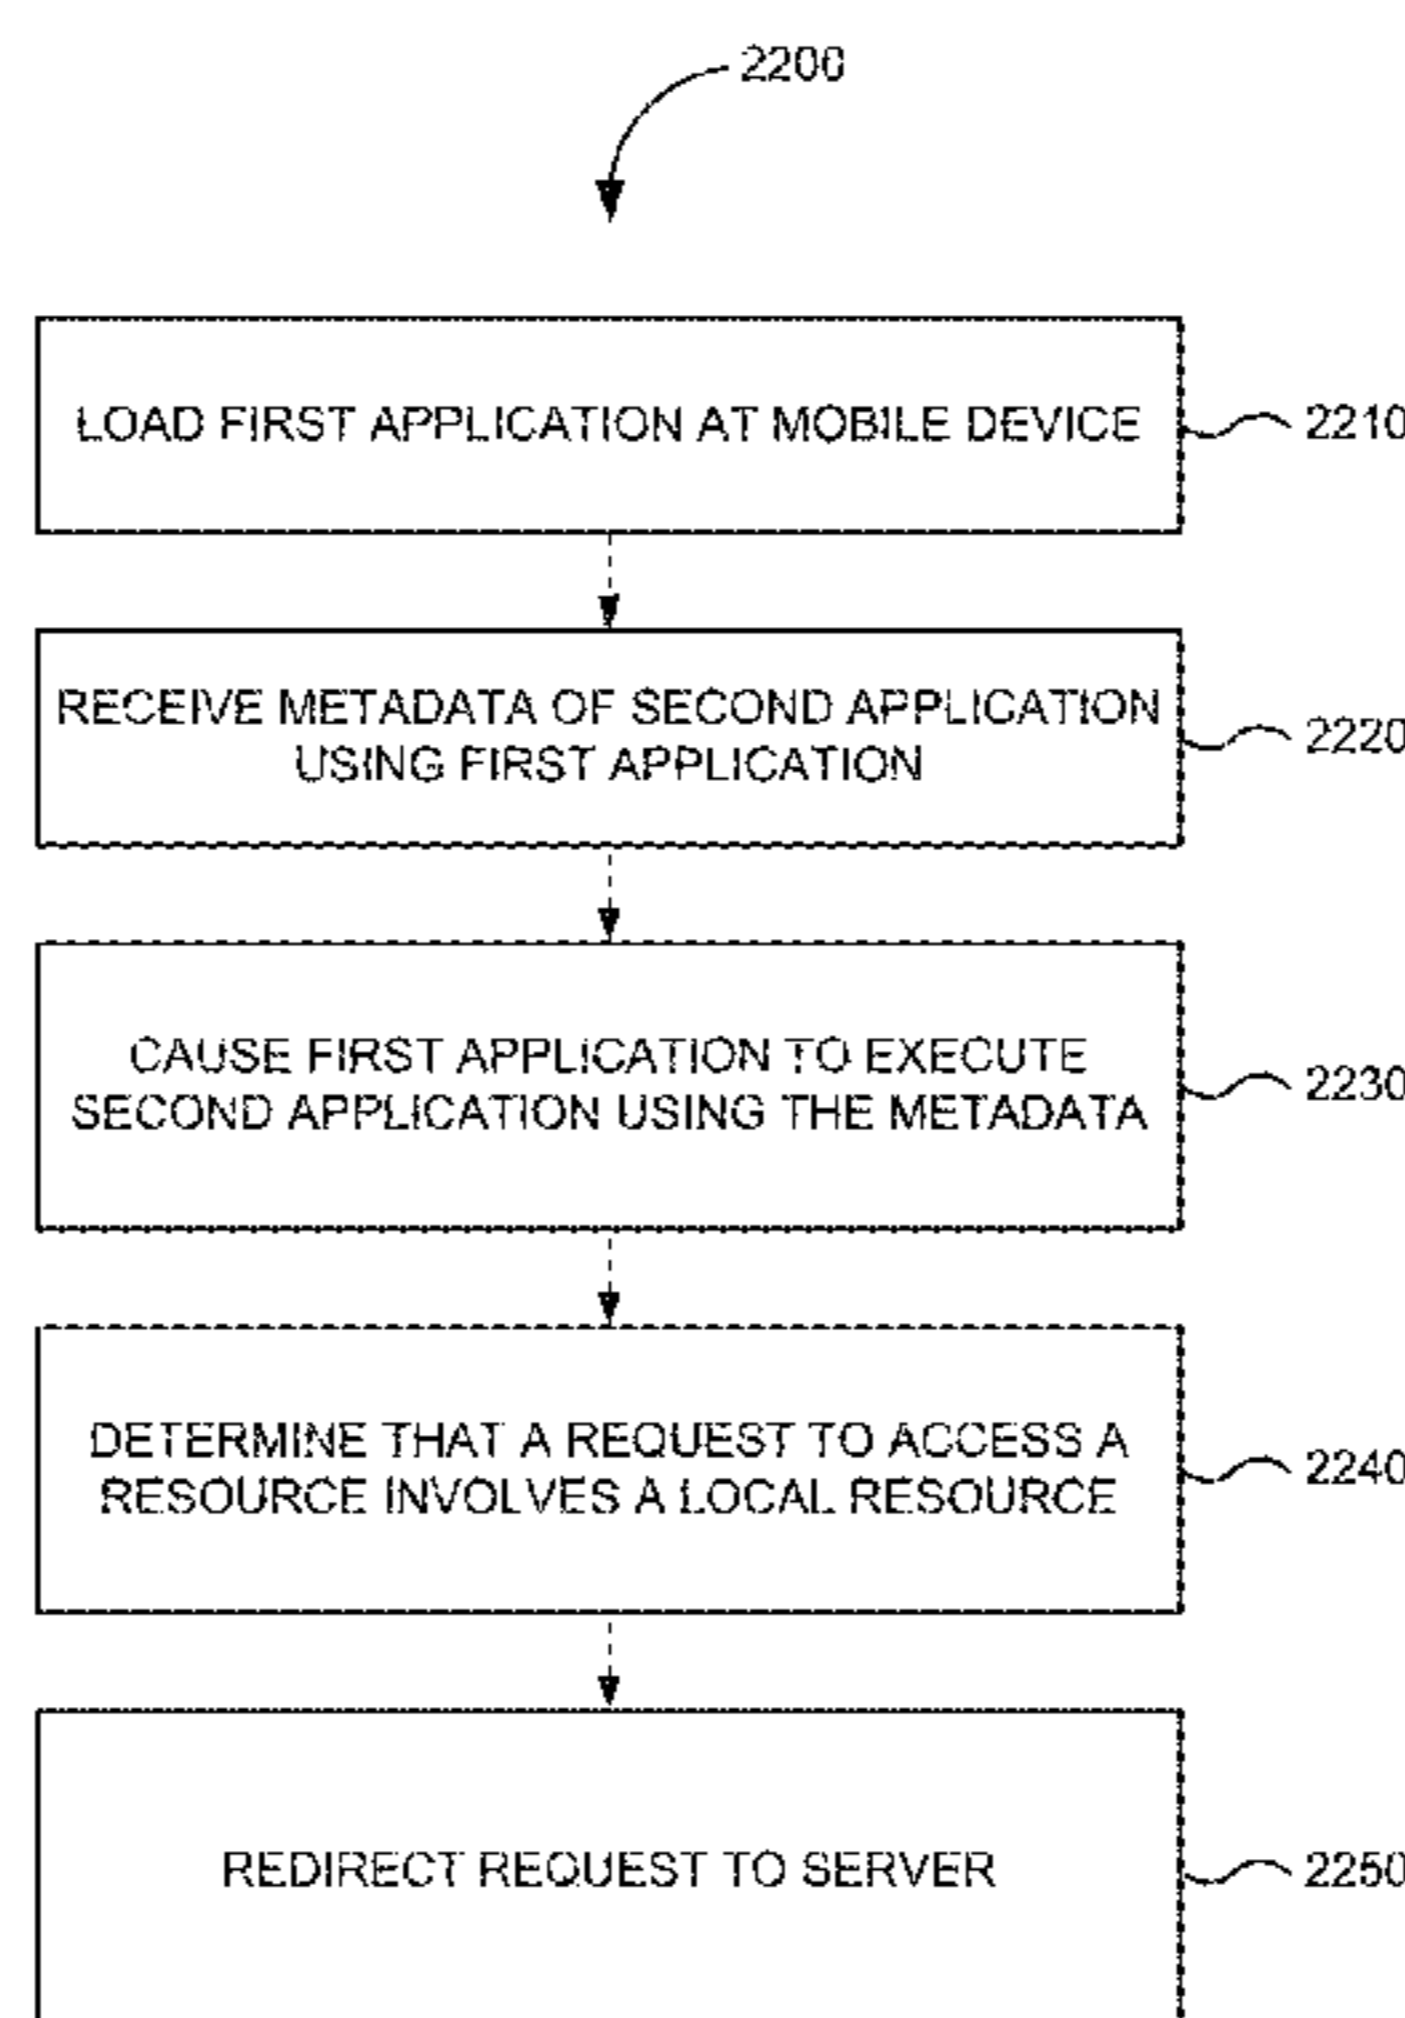 2200
LOAD FIRST APPLICATION AT MOBILE DEVICE
2210
RECEIVE METADATA OF SECOND APPLICATION
USING FIRST APPLICATION
2220
CAUSE FIRST APPLICATION TO EXECUTE
SECOND APPLICATION USING THE METADATA
2230
DETERMINE THAT A REQUEST TO ACCESS A
RESOURCE INVOLVES A LOCAL RESOURCE
2240
REDIRECT REQUEST TO SERVER
2250